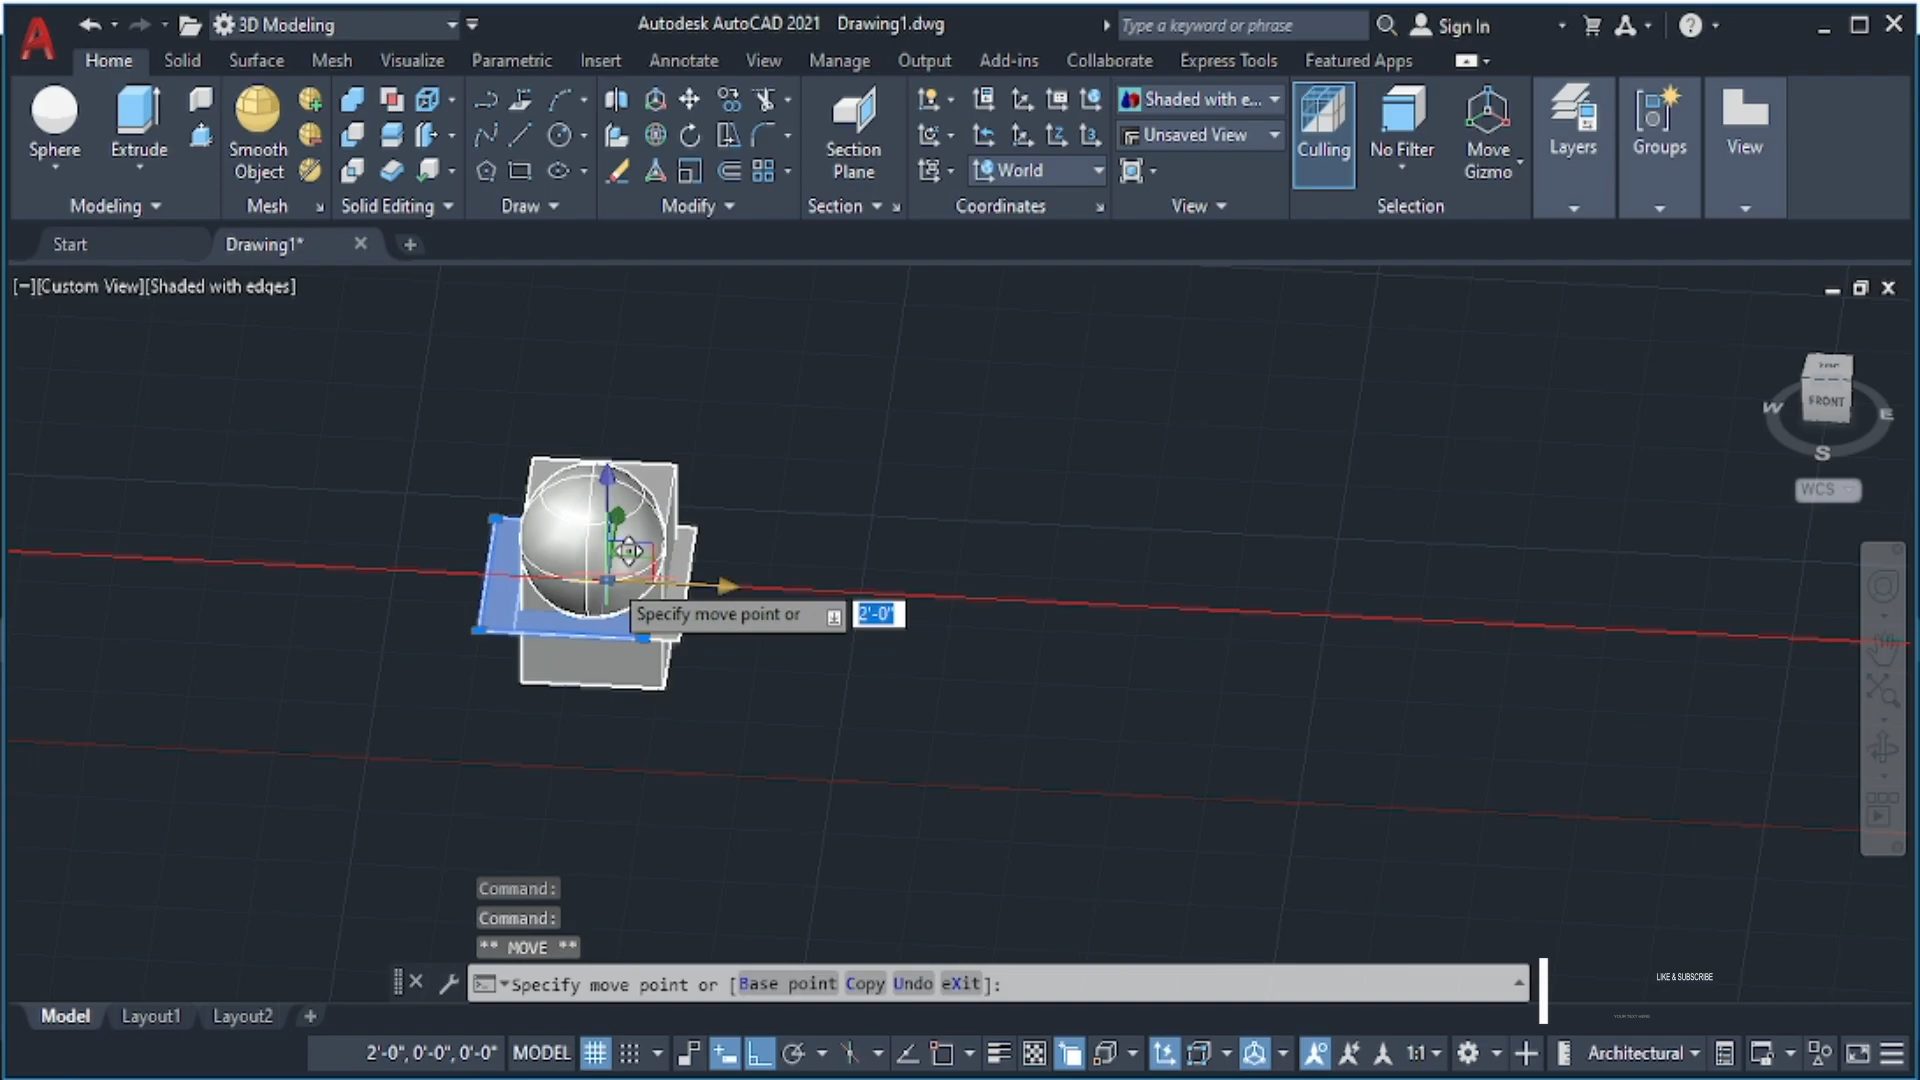 3D Modeling
Autodesk AutoCAD 2021 Drawing1.dwg
Type a keyword or phrase
Sign In
Home Solid Surface Mesh Visualize Parametric Insert Annotate View Manage Output Add-ins Collaborate Express Tools Featured Apps
Sphere
Extrude
Smooth Object
Section Plane
World
Shaded with e...
Unsaved View
Culling
No Filter
Move Gizmo
Layers
Groups
View
Modeling Mesh Solid Editing Draw Modify Section Coordinates View Selection
Start
Drawing1*
[−][Custom View][Shaded with edges]
FRONT
W
E
S
WCS
Specify move point or
2'-0"
Command:
Command:
** MOVE **
Specify move point or [Base point Copy Undo eXit]:
LIKE & SUBSCRIBE
YOUR TEXT HERE
Model Layout1 Layout2
2'-0", 0'-0", 0'-0" MODEL
1:1
Architectural